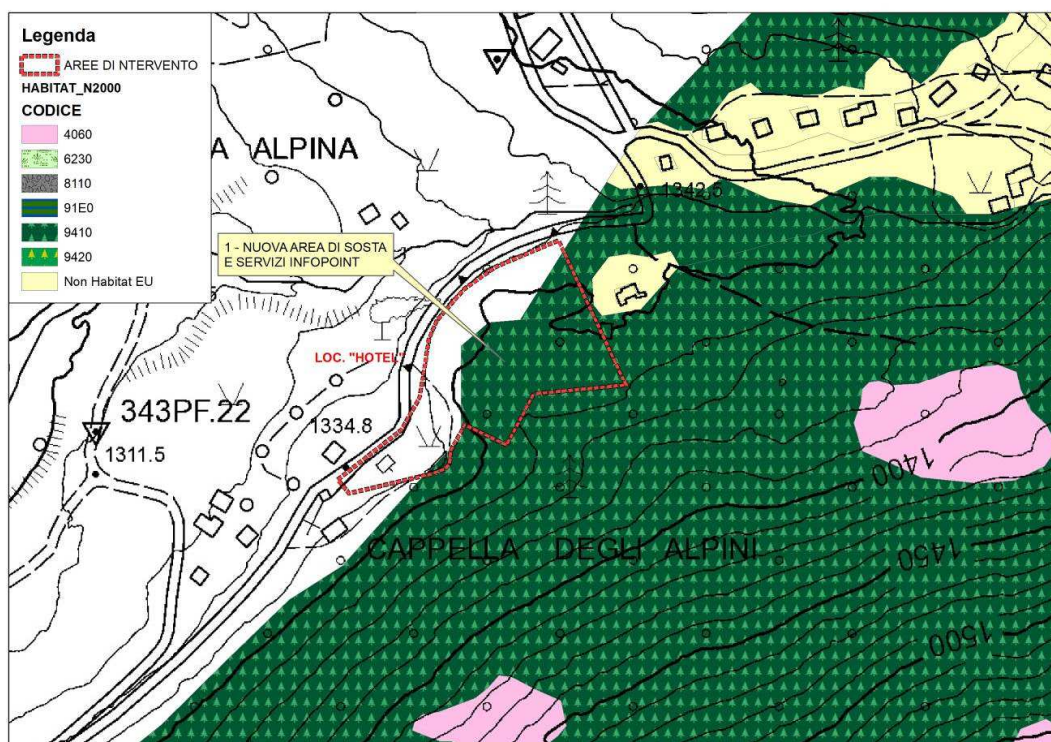 Legenda
AREE DI NTERVENTO
HABITAT_N2000
CODICE
4060
6230
8110
91E0
9410
9420
Non Habitat EU
A ALPINA
1342.5
1 - NUOVA AREA DI SOSTA
E SERVIZI INFOPOINT
LOC. "HOTEL"
343PF.22
1334.8
1311.5
1400
CAPPELLA DEGLI ALPINI
1450
1500